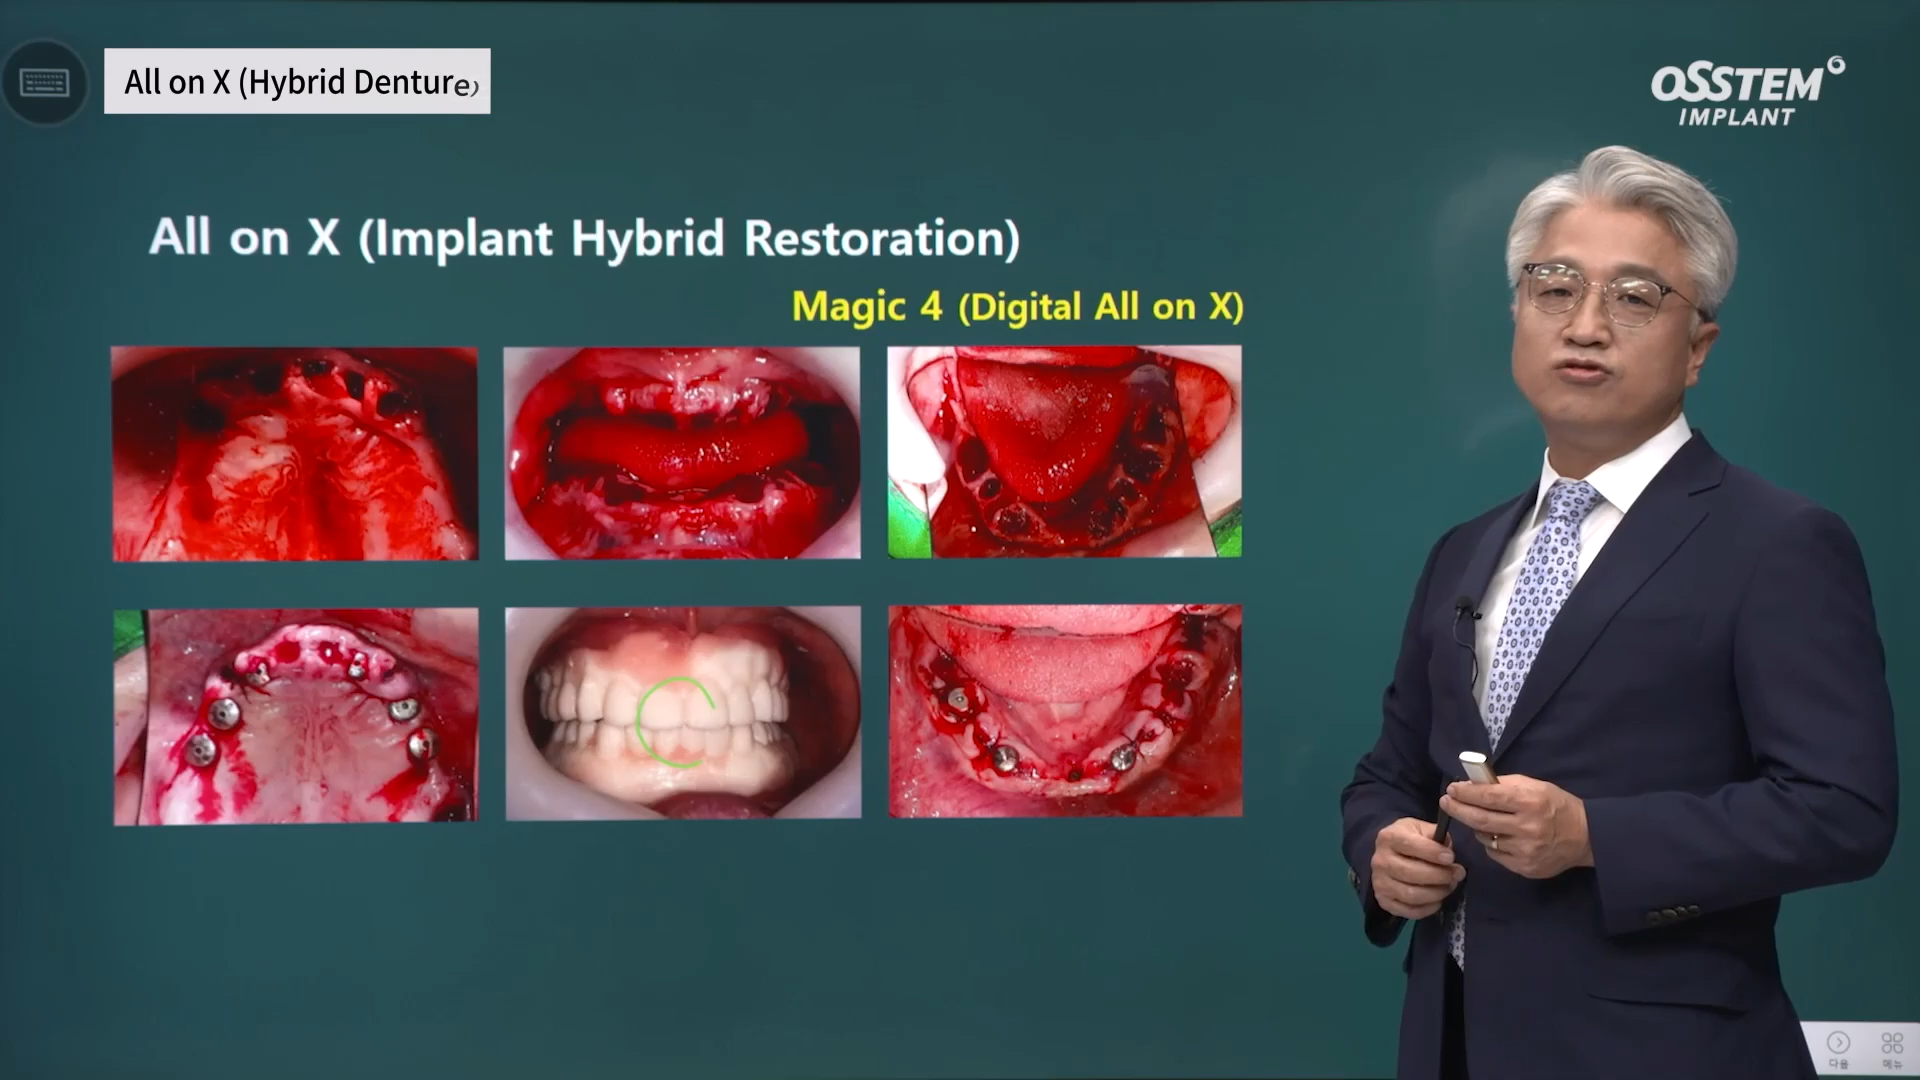 All on X (Hybrid Denture)
OSSTEM
IMPLANT
All on X (Implant Hybrid Restoration)
Magic 4 (Digital All on X)
다음
메뉴